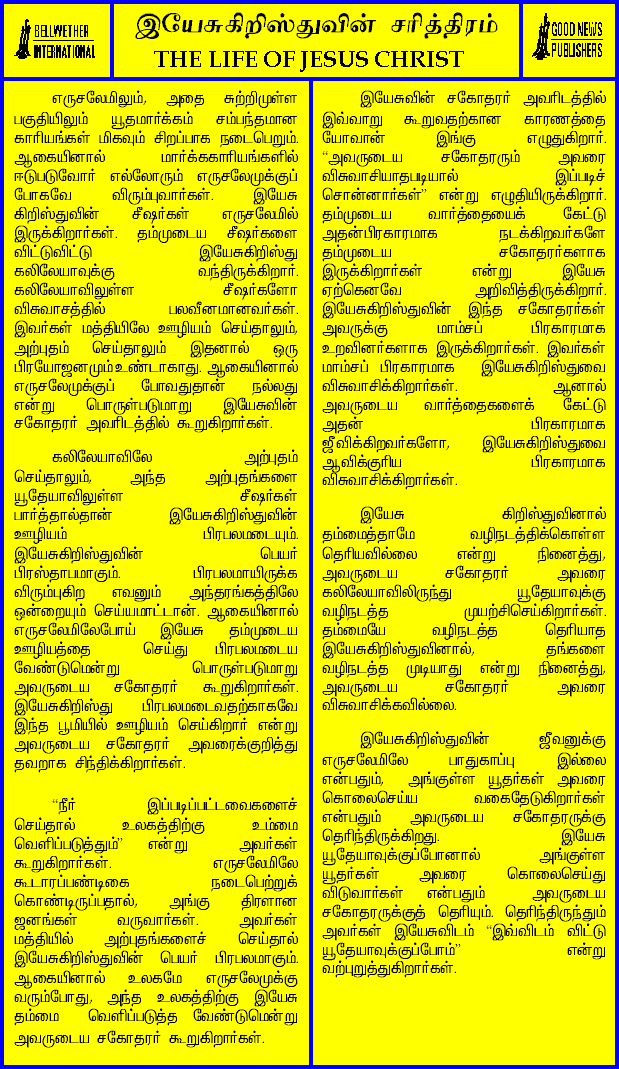 BELLWETHER
INTERNATIONAL
இயேசுகிறிஸ்துவின் சரித்திரம்
THE LIFE OF JESUS CHRIST
GOOD NEWS
PUBLISHERS
எருசலேமிலும், அதை சுற்றிமுள்ள
பகுதியிலும் யூதமார்க்கம் சம்பந்தமான
காரியங்கள் மிகவும் சிறப்பாக நடைபெறும்.
ஆகையினால் மார்க்ககாரியங்களில்
ஈடுபடுவோர் எல்லோரும் எருசலேமுக்குப்
போகவே விரும்புவார்கள். இயேசு
கிறிஸ்துவின் சீஷர்கள் எருசலேமில்
இருக்கிறார்கள். தம்முடைய சீஷர்களை
விட்டுவிட்டு இயேசுகிறிஸ்து
கலிலேயாவுக்கு வந்திருக்கிறார்.
கலிலேயாவிலுள்ள சீஷர்களோ
விசுவாசத்தில் பலவீனமானவர்கள்.
இவர்கள் மத்தியிலே ஊழியம் செய்தாலும்,
அற்புதம் செய்தாலும் இதனால் ஒரு
பிரயோஜனமும் உண்டாகாது. ஆகையினால்
எருசலேமுக்குப் போவதுதான் நல்லது
என்று பொருள்படுமாறு இயேசுவின்
சகோதரர் அவரிடத்தில் கூறுகிறார்கள்.
கலிலேயாவிலே அற்புதம்
செய்தாலும், அந்த அற்புதங்களை
யூதேயாவிலுள்ள சீஷர்கள்
பார்த்தால்தான் இயேசுகிறிஸ்துவின்
ஊழியம் பிரபலமடையும்.
இயேசுகிறிஸ்துவின் பெயர்
பிரஸ்தாபமாகும். பிரபலமாயிருக்க
விரும்புகிற எவனும் அந்தரங்கத்திலே
ஒன்றையும் செய்யமாட்டான். ஆகையினால்
எருசலேமிலேபோய் இயேசு தம்முடைய
ஊழியத்தை செய்து பிரபலமடைய
வேண்டுமென்று பொருள்படுமாறு
அவருடைய சகோதரர் கூறுகிறார்கள்.
இயேசுகிறிஸ்து பிரபலமடைவதற்காகவே
இந்த பூமியில் ஊழியம் செய்கிறார் என்று
அவருடைய சகோதரர் அவரைக்குறித்து
தவறாக சிந்திக்கிறார்கள்.
“நீர் இப்படிப்பட்டவைகளைச்
செய்தால் உலகத்திற்கு உம்மை
வெளிப்படுத்தும்” என்று அவர்கள்
கூறுகிறார்கள். எருசலேமிலே
கூடாரப்பண்டிகை நடைபெற்றுக்
கொண்டிருப்பதால், அங்கு திரளான
ஜனங்கள் வருவார்கள். அவர்கள்
மத்தியில் அற்புதங்களைச் செய்தால்
இயேசுகிறிஸ்துவின் பெயர் பிரபலமாகும்.
ஆகையினால் உலகமே எருசலேமுக்கு
வரும்போது, அந்த உலகத்திற்கு இயேசு
தம்மை வெளிப்படுத்த வேண்டுமென்று
அவருடைய சகோதரர் கூறுகிறார்கள்.
இயேசுவின் சகோதரர் அவரிடத்தில்
இவ்வாறு கூறுவதற்கான காரணத்தை
யோவான் இங்கு எழுதுகிறார்.
“அவருடைய சகோதரரும் அவரை
விசுவாசியாதபடியால் இப்படிச்
சொன்னார்கள்” என்று எழுதியிருக்கிறார்.
தம்முடைய வார்த்தையைக் கேட்டு
அதன்பிரகாரமாக நடக்கிறவர்களே
தம்முடைய சகோதரர்களாக
இருக்கிறார்கள் என்று இயேசு
ஏற்கெனவே அறிவித்திருக்கிறார்.
இயேசுகிறிஸ்துவின் இந்த சகோதரர்கள்
அவருக்கு மாம்சப் பிரகாரமாக
உறவினர்களாக இருக்கிறார்கள். இவர்கள்
மாம்சப் பிரகாரமாக இயேசுகிறிஸ்துவை
விசுவாசிக்கிறார்கள். ஆனால்
அவருடைய வார்த்தைகளைக் கேட்டு
அதன் பிரகாரமாக
ஜீவிக்கிறவர்களோ, இயேசுகிறிஸ்துவை
ஆவிக்குரிய பிரகாரமாக
விசுவாசிக்கிறார்கள்.
இயேசு கிறிஸ்துவினால்
தம்மைத்தாமே வழிநடத்திக்கொள்ள
தெரியவில்லை என்று நினைத்து,
அவருடைய சகோதரர் அவரை
கலிலேயாவிலிருந்து யூதேயாவுக்கு
வழிநடத்த முயற்சிசெய்கிறார்கள்.
தம்மையே வழிநடத்த தெரியாத
இயேசுகிறிஸ்துவினால், தங்களை
வழிநடத்த முடியாது என்று நினைத்து,
அவருடைய சகோதரர் அவரை
விசுவாசிக்கவில்லை.
இயேசுகிறிஸ்துவின் ஜீவனுக்கு
எருசலேமிலே பாதுகாப்பு இல்லை
என்பதும், அங்குள்ள யூதர்கள் அவரை
கொலைசெய்ய வகைதேடுகிறார்கள்
என்பதும் அவருடைய சகோதரருக்கு
தெரிந்திருக்கிறது. இயேசு
யூதேயாவுக்குப்போனால் அங்குள்ள
யூதர்கள் அவரை கொலைசெய்து
விடுவார்கள் என்பதும் அவருடைய
சகோதரருக்குத் தெரியும். தெரிந்திருந்தும்
அவர்கள் இயேசுவிடம் “இவ்விடம் விட்டு
யூதேயாவுக்குப்போம்” என்று
வற்புறுத்துகிறார்கள்.